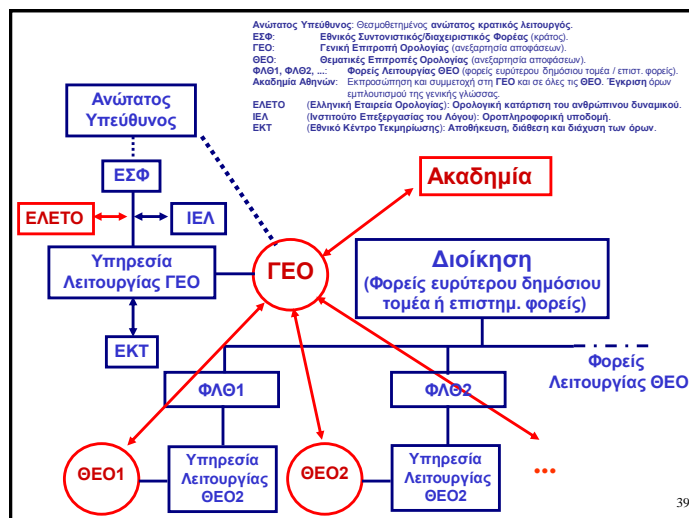 Ανώτατος Υπεύθυνος: Θεσμοθετημένος ανώτατος κρατικός λειτουργός.
ΕΣΦ: Εθνικός Συντονιστικός/διαχειριστικός Φορέας (κράτος).
ΓΕΟ: Γενική Επιτροπή Ορολογίας (ανεξαρτησία αποφάσεων).
ΘΕΟ: Θεματικές Επιτροπές Ορολογίας (ανεξαρτησία αποφάσεων).
ΦΛΘ1, ΦΛΘ2, ...: Φορείς Λειτουργίας ΘΕΟ (φορείς ευρύτερου δημόσιου τομέα / επιστ. φορείς).
Ακαδημία Αθηνών: Εκπροσώπηση και συμμετοχή στη ΓΕΟ και σε όλες τις ΘΕΟ. Έγκριση όρων
εμπλουτισμού της γενικής γλώσσας.
ΕΛΕΤΟ (Ελληνική Εταιρεία Ορολογίας): Ορολογική κατάρτιση του ανθρώπινου δυναμικού.
ΙΕΛ (Ινστιτούτο Επεξεργασίας του Λόγου): Οροπληροφορική υποδομή.
ΕΚΤ (Εθνικό Κέντρο Τεκμηρίωσης): Αποθήκευση, διάθεση και διάχυση των όρων.
Ανώτατος
Υπεύθυνος
ΕΣΦ
Ακαδημία
ΕΛΕΤΟ
ΙΕΛ
Υπηρεσία
Λειτουργίας ΓΕΟ
ΓΕΟ
Διοίκηση
(Φορείς ευρύτερου δημόσιου
τομέα ή επιστημ. φορείς)
ΕΚΤ
Φορείς
Λειτουργίας ΘΕΟ
ΦΛΘ1
ΦΛΘ2
ΘΕΟ1
Υπηρεσία
Λειτουργίας
ΘΕΟ2
ΘΕΟ2
Υπηρεσία
Λειτουργίας
ΘΕΟ2
...
39